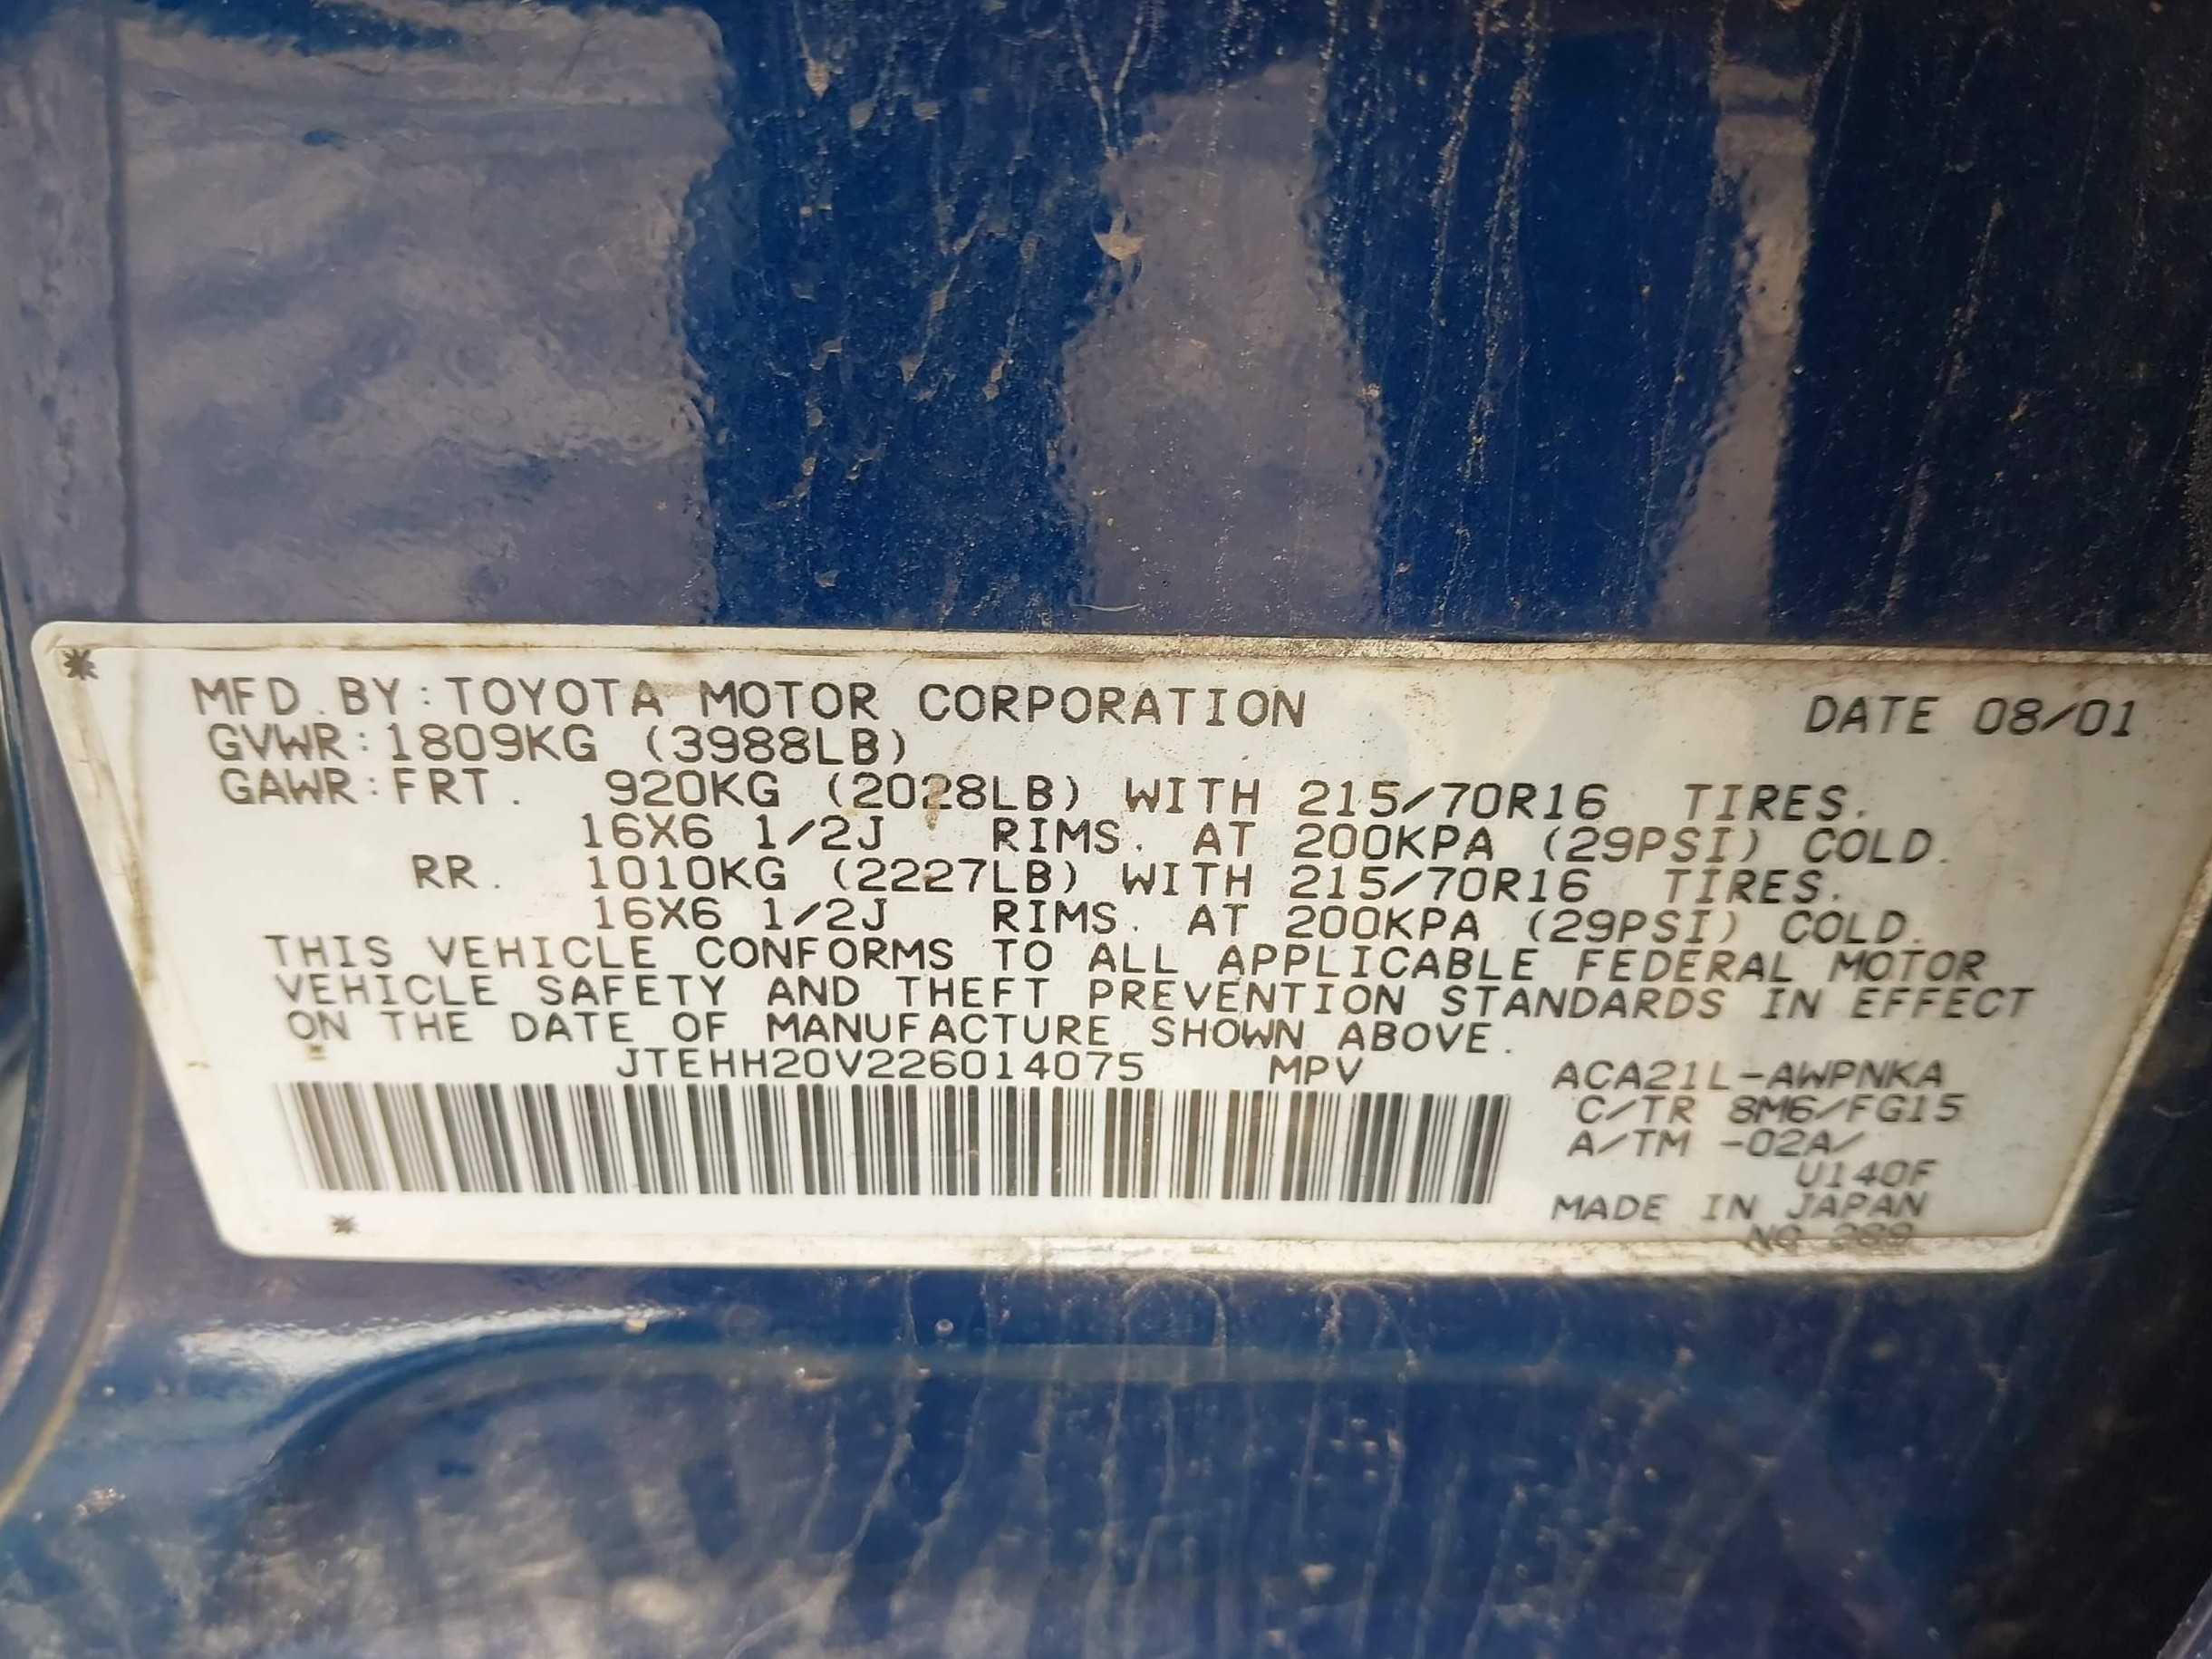 MFD. BY: TOYOTA MOTOR CORPORATION DATE 08/01
GVWR: 1809KG (3988LB)
GAWR: FRT. 920KG (2028LB) WITH 215/70R16 TIRES.
16X6 1/2J RIMS. AT 200KPA (29PSI) COLD.
RR. 1010KG (2227LB) WITH 215/70R16 TIRES.
16X6 1/2J RIMS. AT 200KPA (29PSI) COLD.
THIS VEHICLE CONFORMS TO ALL APPLICABLE FEDERAL MOTOR
VEHICLE SAFETY AND THEFT PREVENTION STANDARDS IN EFFECT
ON THE DATE OF MANUFACTURE SHOWN ABOVE.
JTEHH20V226014075 MPV
ACA21L-AWPNKA
C/TR 8M6/FG15
A/TM -02A/
U140F
MADE IN JAPAN
NO 289